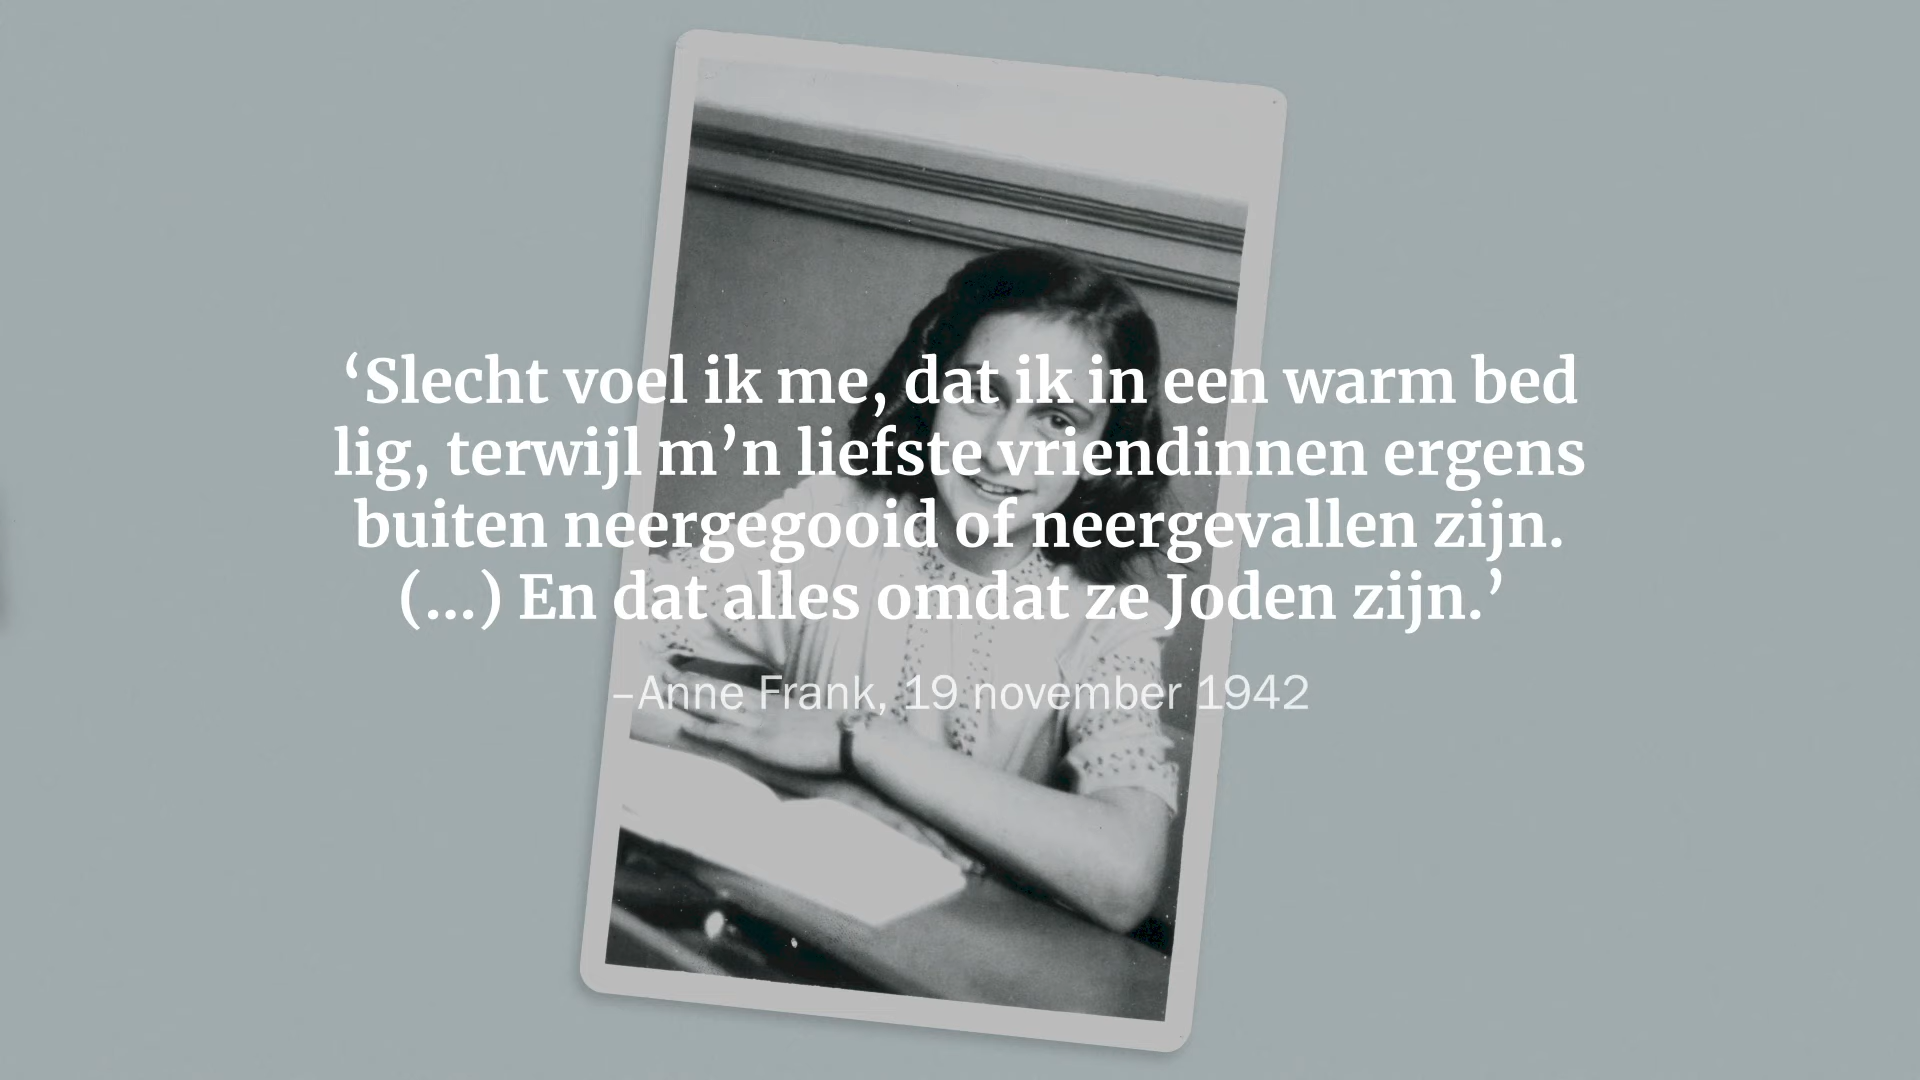 ‘Slecht voel ik me, dat ik in een warm bed
lig, terwijl m’n liefste vriendinnen ergens
buiten neergegooid of neergevallen zijn.
(...) En dat alles omdat ze Joden zijn.’
–Anne Frank, 19 november 1942